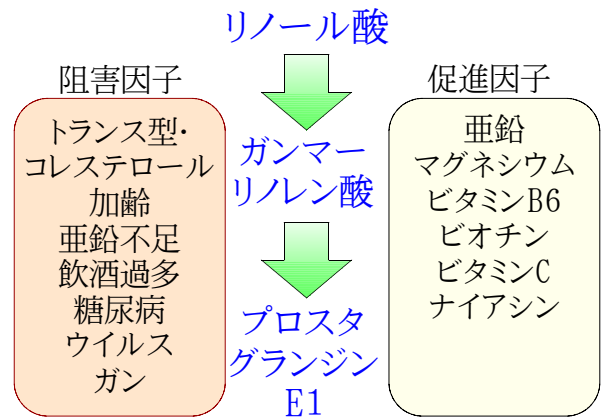 リノール酸
阻害因子
トランス型・
コレステロール
加齢
亜鉛不足
飲酒過多
糖尿病
ウイルス
ガン
ガンマー
リノレン酸
プロスタ
グランジン
E1
促進因子
亜鉛
マグネシウム
ビタミンB6
ビオチン
ビタミンC
ナイアシン